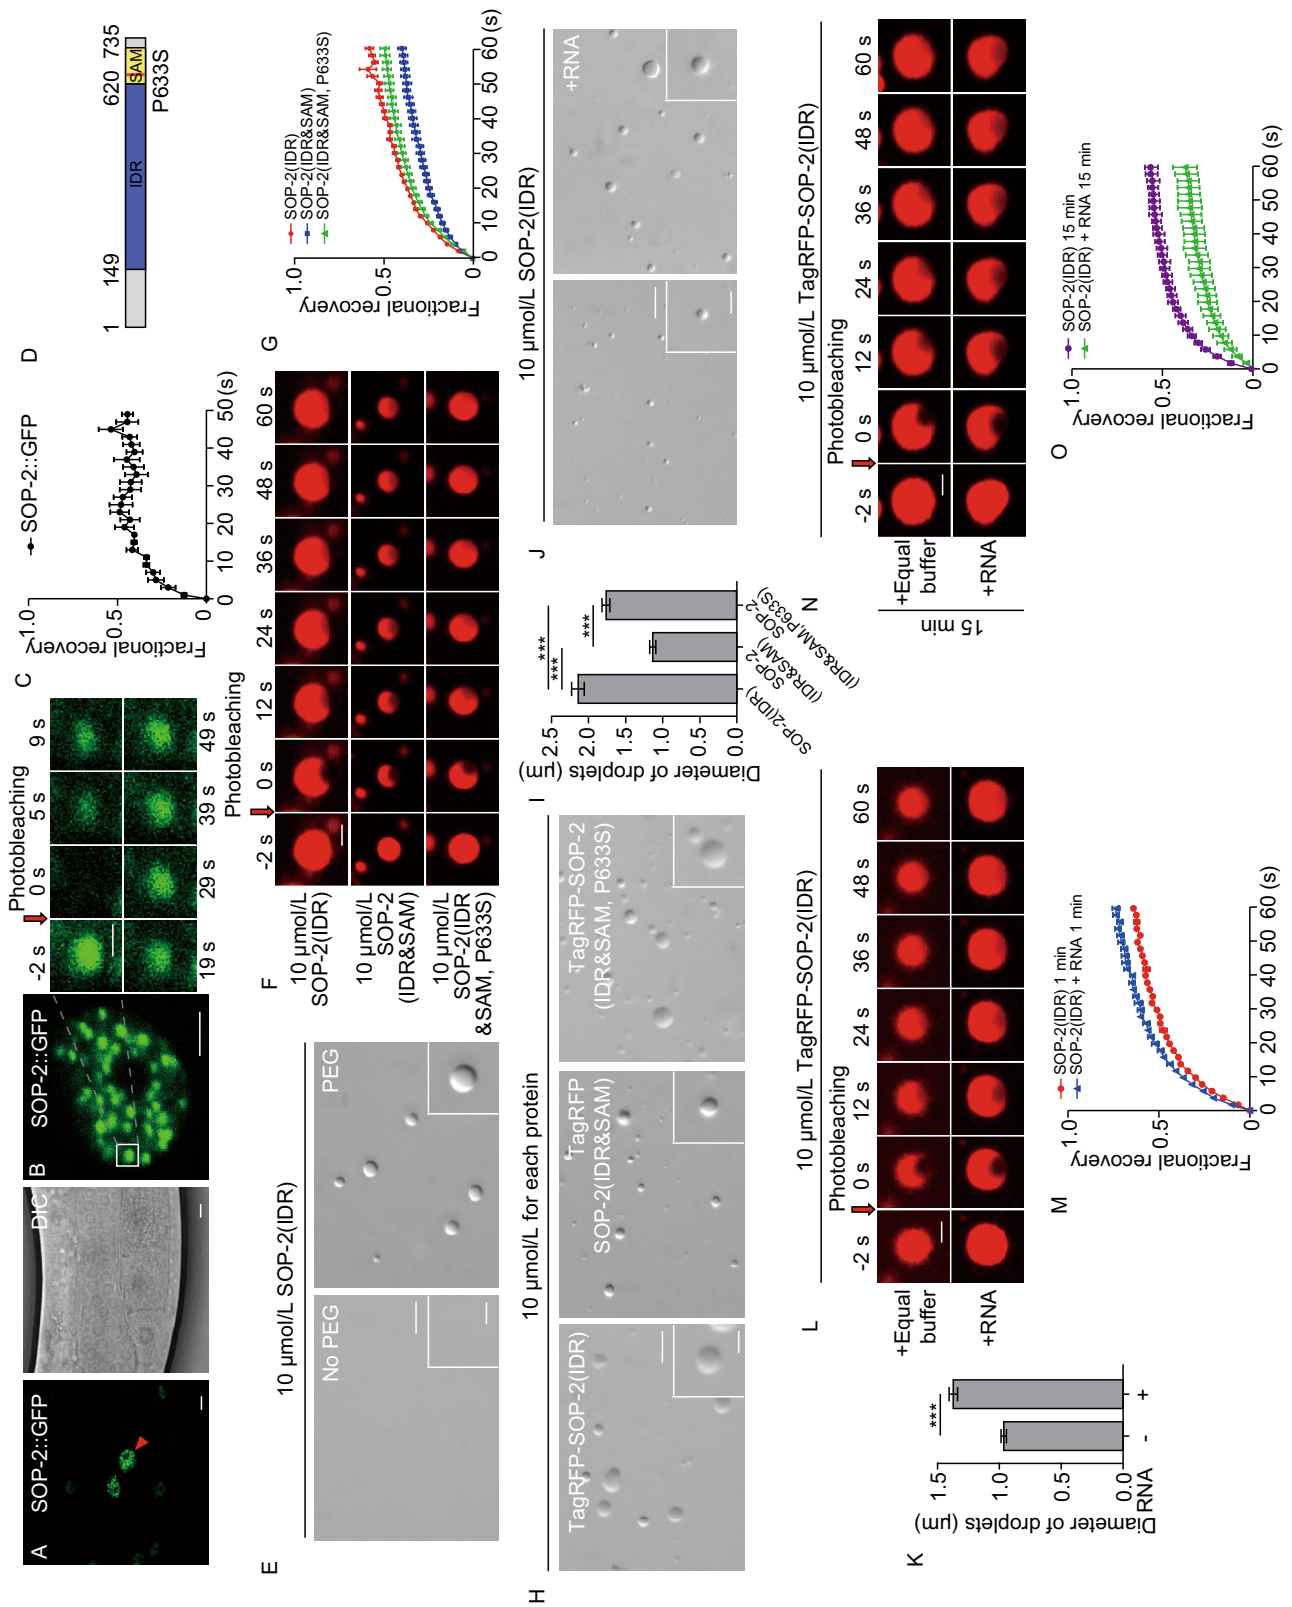 A
SOP-2::GFP
DIC
B
SOP-2::GFP
Photobleaching
-2 s
0 s
5 s
9 s
19 s
29 s
39 s
49 s
C
SOP-2::GFP
Fractional recovery
1.0
0.5
0
0
10
20
30
40
50 (s)
D
1
149
620
735
IDR
SAM
P633S
E
10 µmol/L SOP-2(IDR)
No PEG
PEG
F
Photobleaching
-2 s
0 s
12 s
24 s
36 s
48 s
60 s
10 µmol/L
SOP-2(IDR)
10 µmol/L
SOP-2
(IDR&SAM)
10 µmol/L
SOP-2(IDR
&SAM, P633S)
G
SOP-2(IDR)
SOP-2(IDR&SAM)
SOP-2(IDR&SAM, P633S)
Fractional recovery
1.0
0.5
0
0
10
20
30
40
50
60 (s)
H
10 µmol/L for each protein
TagRFP-SOP-2(IDR)
TagRFP
SOP-2(IDR&SAM)
TagRFP-SOP-2
(IDR&SAM, P633S)
I
Diameter of droplets (µm)
2.5
2.0
1.5
1.0
0.5
0.0
***
***
***
SOP-2(IDR)
SOP-2
(IDR&SAM)
SOP-2
(IDR&SAM,P633S)
J
10 µmol/L SOP-2(IDR)
+RNA
K
Diameter of droplets
(µm)
1.5
1.0
0.5
0.0
***
RNA
-
+
L
10 µmol/L TagRFP-SOP-2(IDR)
Photobleaching
-2 s
0 s
12 s
24 s
36 s
48 s
60 s
+Equal
buffer
+RNA
M
SOP-2(IDR) 1 min
SOP-2(IDR) + RNA 1 min
Fractional recovery
1.0
0.5
0
0
10
20
30
40
50
60 (s)
N
10 µmol/L TagRFP-SOP-2(IDR)
Photobleaching
-2 s
0 s
12 s
24 s
36 s
48 s
60 s
15 min
+Equal
buffer
+RNA
O
SOP-2(IDR) 15 min
SOP-2(IDR) + RNA 15 min
Fractional recovery
1.0
0.5
0
0
10
20
30
40
50
60 (s)